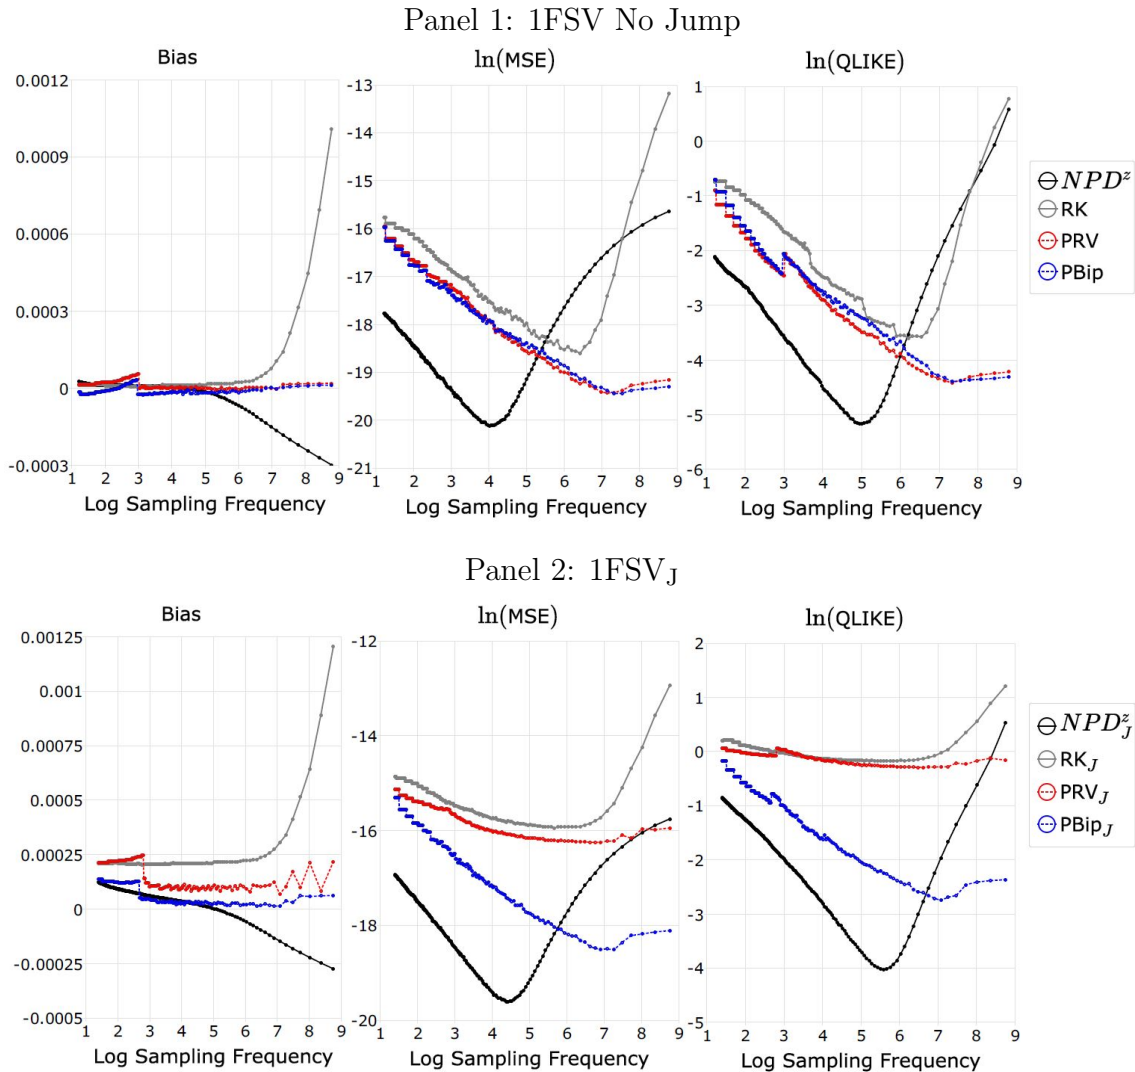 Panel 1: 1FSV No Jump
Bias
ln(MSE)
ln(QLIKE)
0.0012
0.0009
0.0006
0.0003
0
-0.0003
1 2 3 4 5 6 7 8 9
Log Sampling Frequency
-13
-14
-15
-16
-17
-18
-19
-20
-21
1 2 3 4 5 6 7 8 9
Log Sampling Frequency
1
0
-1
-2
-3
-4
-5
-6
1 2 3 4 5 6 7 8 9
Log Sampling Frequency
NPD^z
RK
PRV
PBip
Panel 2: 1FSV_J
Bias
ln(MSE)
ln(QLIKE)
0.00125
0.001
0.00075
0.0005
0.00025
0
-0.00025
-0.0005
1 2 3 4 5 6 7 8 9
Log Sampling Frequency
-12
-14
-16
-18
-20
1 2 3 4 5 6 7 8 9
Log Sampling Frequency
2
1
0
-1
-2
-3
-4
-5
1 2 3 4 5 6 7 8 9
Log Sampling Frequency
NPD^z_J
RK_J
PRV_J
PBip_J